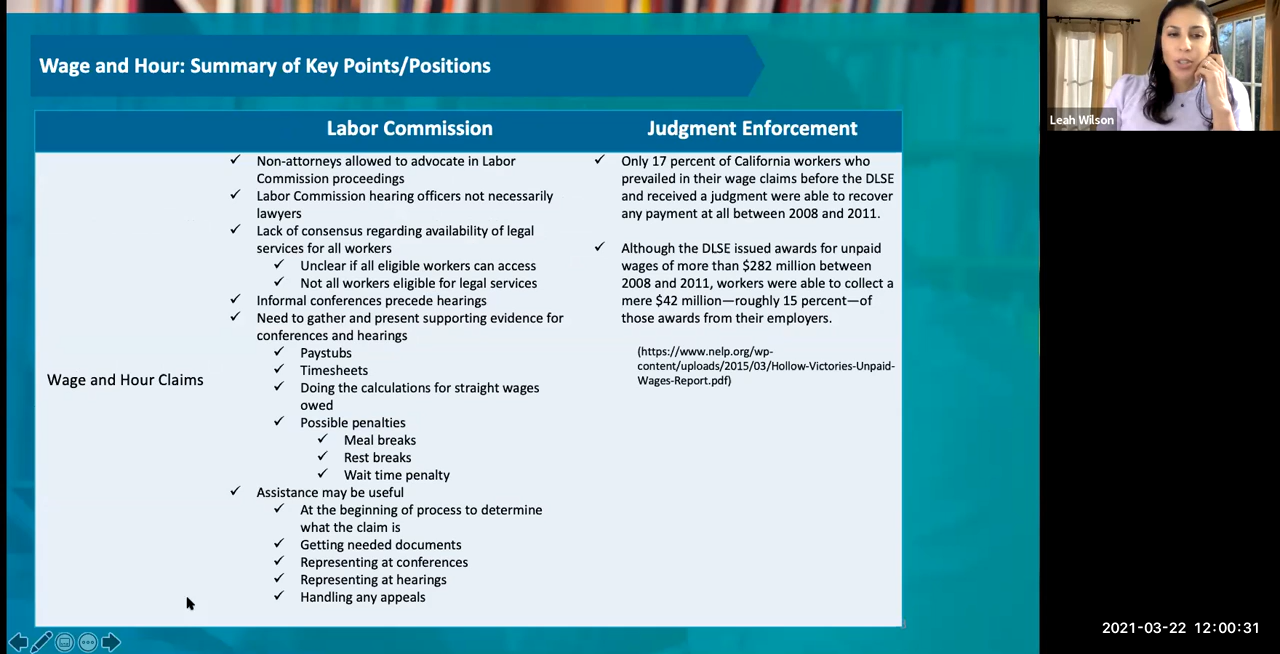 Wage and Hour: Summary of Key Points/Positions
Leah Wilson
Labor Commission
Judgment Enforcement
Wage and Hour Claims
Non-attorneys allowed to advocate in Labor
Commission proceedings
Labor Commission hearing officers not necessarily
lawyers
Lack of consensus regarding availability of legal
services for all workers
Unclear if all eligible workers can access
Not all workers eligible for legal services
Informal conferences precede hearings
Need to gather and present supporting evidence for
conferences and hearings
Paystubs
Timesheets
Doing the calculations for straight wages
owed
Possible penalties
Meal breaks
Rest breaks
Wait time penalty
Assistance may be useful
At the beginning of process to determine
what the claim is
Getting needed documents
Representing at conferences
Representing at hearings
Handling any appeals
Only 17 percent of California workers who
prevailed in their wage claims before the DLSE
and received a judgment were able to recover
any payment at all between 2008 and 2011.
Although the DLSE issued awards for unpaid
wages of more than $282 million between
2008 and 2011, workers were able to collect a
mere $42 million—roughly 15 percent—of
those awards from their employers.
(https://www.nelp.org/wp-
content/uploads/2015/03/Hollow-Victories-Unpaid-
Wages-Report.pdf)
2021-03-22 12:00:31